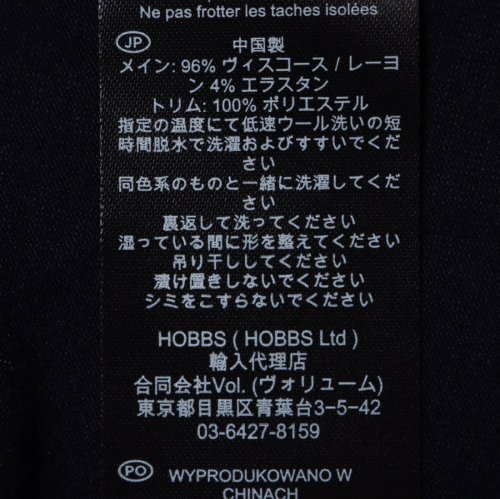 Ne pas frotter les taches isolées
JP
中国製
メイン: 96% ヴィスコース / レーヨ
ン 4% エラスタン
トリム: 100% ポリエステル
指定の温度にて低速ウール洗いの短
時間脱水で洗濯およびすすいでくだ
さい
同色系のものと一緒に洗濯してくだ
さい
裏返して洗ってください
湿っている間に形を整えてください
吊り干ししてください
漬け置きしないでください
シミをこすらないでください
HOBBS ( HOBBS Ltd )
輸入代理店
合同会社Vol. (ヴォリューム)
東京都目黒区青葉台3-5-42
03-6427-8159
PO
WYPRODUKOWANO W
CHINACH